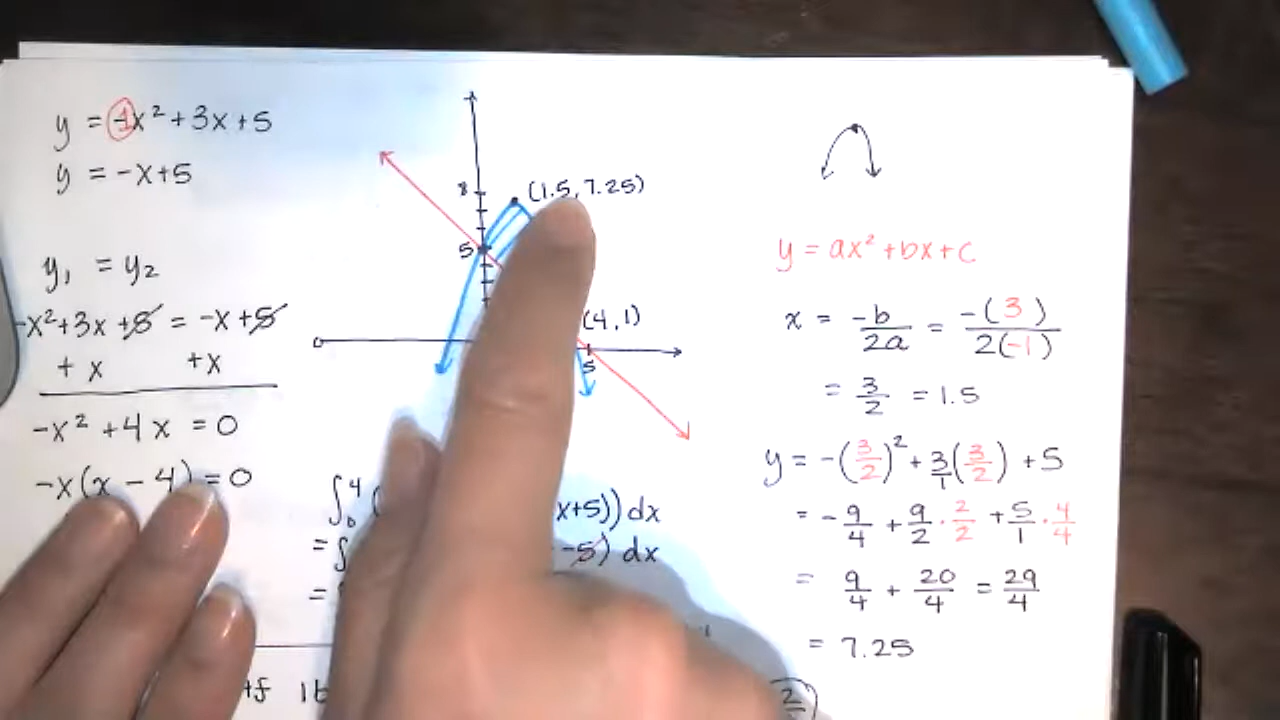 y = -1x² + 3x + 5
y = -x+5
y₁ = y₂
-x²+3x +5 = -x +5
+ x +x
-x² +4x = 0
-x(x - 4) = 0
8
(1.5, 7.25)
5
(4,1)
5
∫₀⁴ ( x+5)) dx
= ∫ -5) dx
=
y = ax² + bx + c
x = -b/2a = -(3)/2(-1)
= 3/2 = 1.5
y = -(3/2)² + 3/1(3/2) + 5
= -9/4 + 9/2 · 2/2 + 5/1 · 4/4
= 9/4 + 20/4 = 29/4
= 7.25